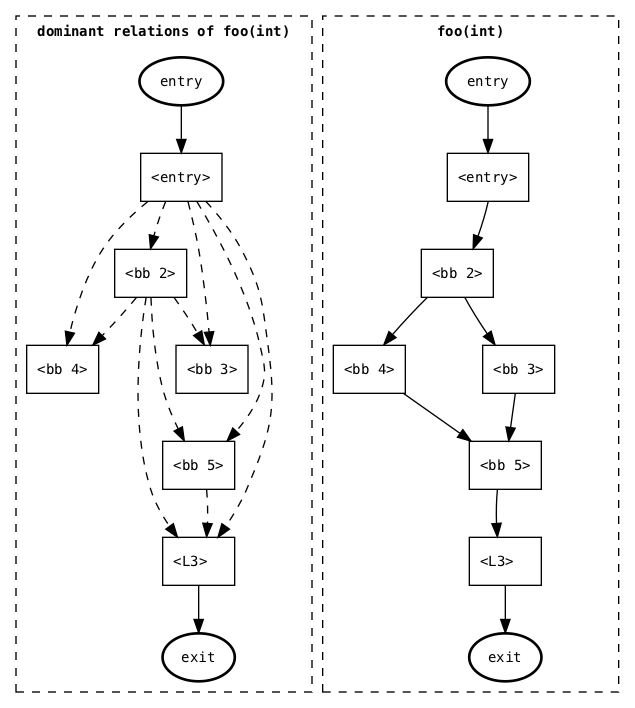 dominant relations of foo(int)
entry
<entry>
<bb 2>
<bb 4>
<bb 3>
<bb 5>
<L3>
exit
foo(int)
entry
<entry>
<bb 2>
<bb 4>
<bb 3>
<bb 5>
<L3>
exit